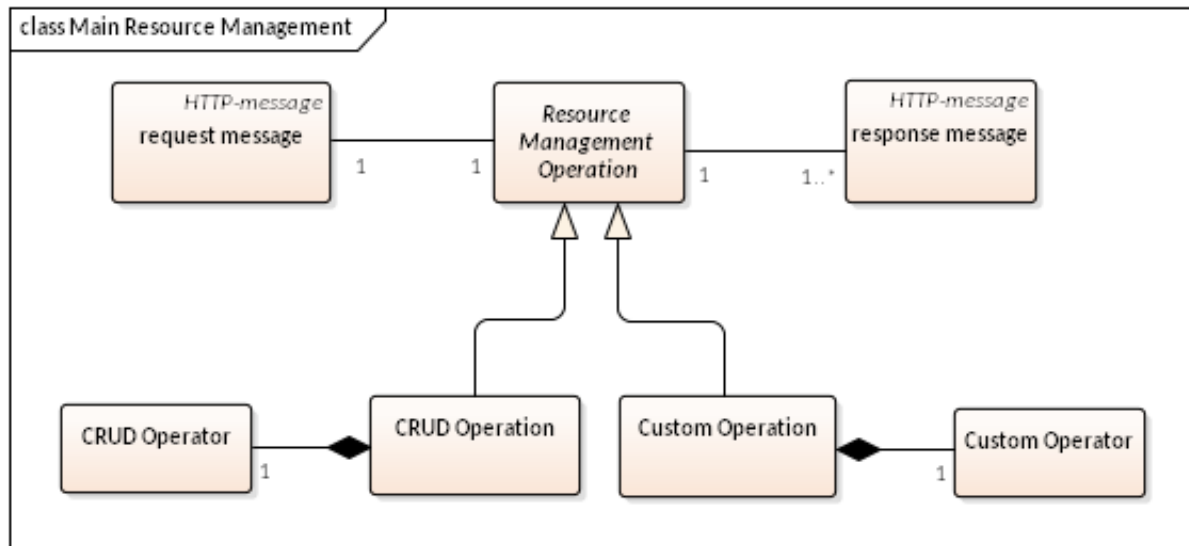 class Main Resource Management
HTTP-message
request message
Resource
Management
Operation
HTTP-message
response message
1
1
1
1..*
CRUD Operator
CRUD Operation
Custom Operation
Custom Operator
1
1